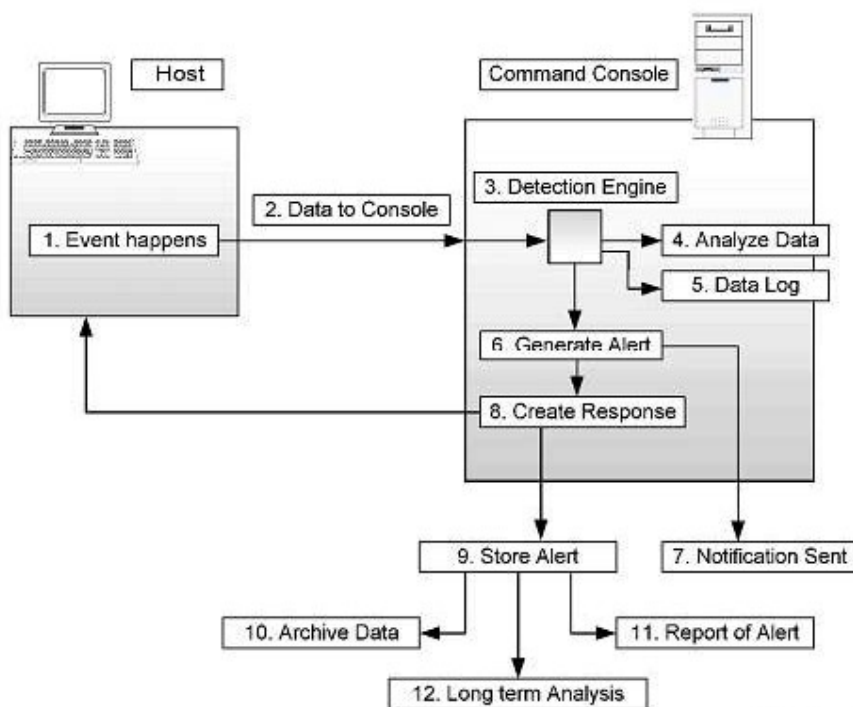 Host
Command Console
3. Detection Engine
2. Data to Console
1. Event happens
4. Analyze Data
5. Data Log
6. Generate Alert
8. Create Response
9. Store Alert
7. Notification Sent
10. Archive Data
11. Report of Alert
12. Long term Analysis